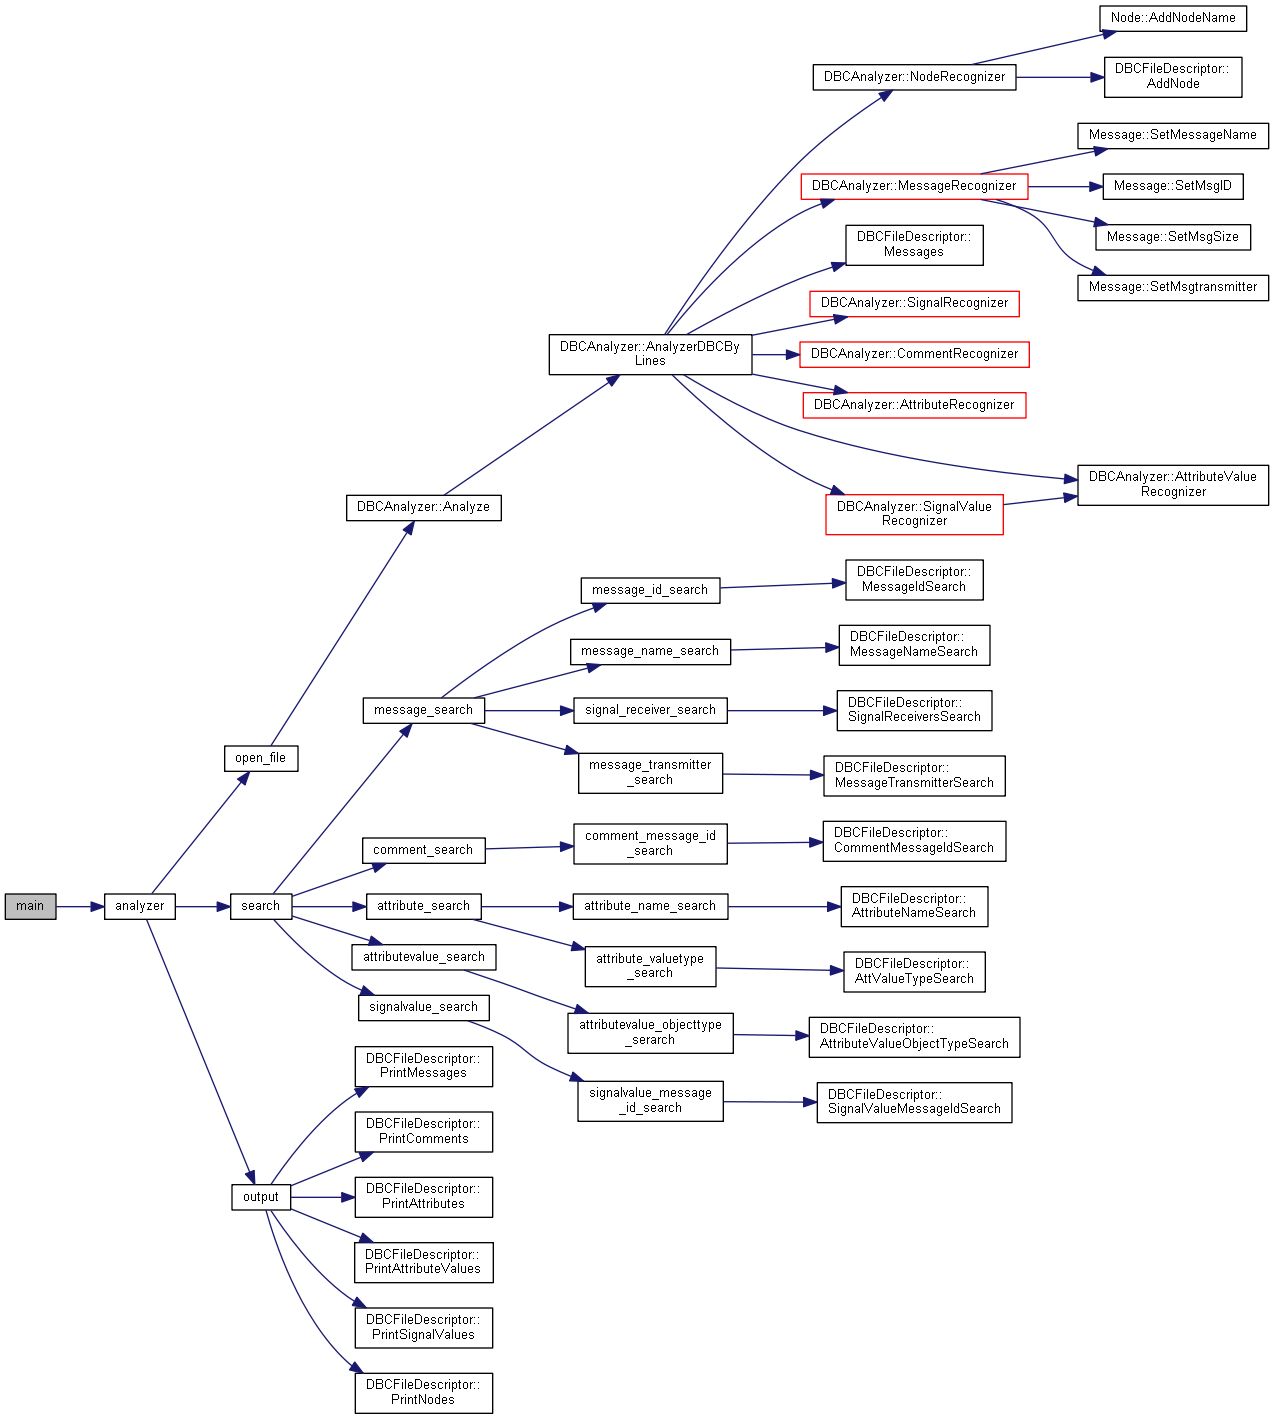 Node::AddNodeName
DBCAnalyzer::NodeRecognizer
DBCFileDescriptor::
AddNode
Message::SetMessageName
DBCAnalyzer::MessageRecognizer
Message::SetMsgID
Message::SetMsgSize
Message::SetMsgtransmitter
DBCFileDescriptor::
Messages
DBCAnalyzer::SignalRecognizer
DBCAnalyzer::AnalyzerDBCBy
Lines
DBCAnalyzer::CommentRecognizer
DBCAnalyzer::AttributeRecognizer
DBCAnalyzer::AttributeValue
Recognizer
DBCAnalyzer::SignalValue
Recognizer
DBCAnalyzer::Analyze
message_id_search
DBCFileDescriptor::
MessageIdSearch
message_name_search
DBCFileDescriptor::
MessageNameSearch
message_search
signal_receiver_search
DBCFileDescriptor::
SignalReceiversSearch
open_file
message_transmitter
_search
DBCFileDescriptor::
MessageTransmitterSearch
comment_search
comment_message_id
_search
DBCFileDescriptor::
CommentMessageIdSearch
main
analyzer
search
attribute_search
attribute_name_search
DBCFileDescriptor::
AttributeNameSearch
attributevalue_search
attribute_valuetype
_search
DBCFileDescriptor::
AttValueTypeSearch
signalvalue_search
attributevalue_objecttype
_serarch
DBCFileDescriptor::
AttributeValueObjectTypeSearch
DBCFileDescriptor::
PrintMessages
signalvalue_message
_id_search
DBCFileDescriptor::
SignalValueMessageIdSearch
DBCFileDescriptor::
PrintComments
output
DBCFileDescriptor::
PrintAttributes
DBCFileDescriptor::
PrintAttributeValues
DBCFileDescriptor::
PrintSignalValues
DBCFileDescriptor::
PrintNodes